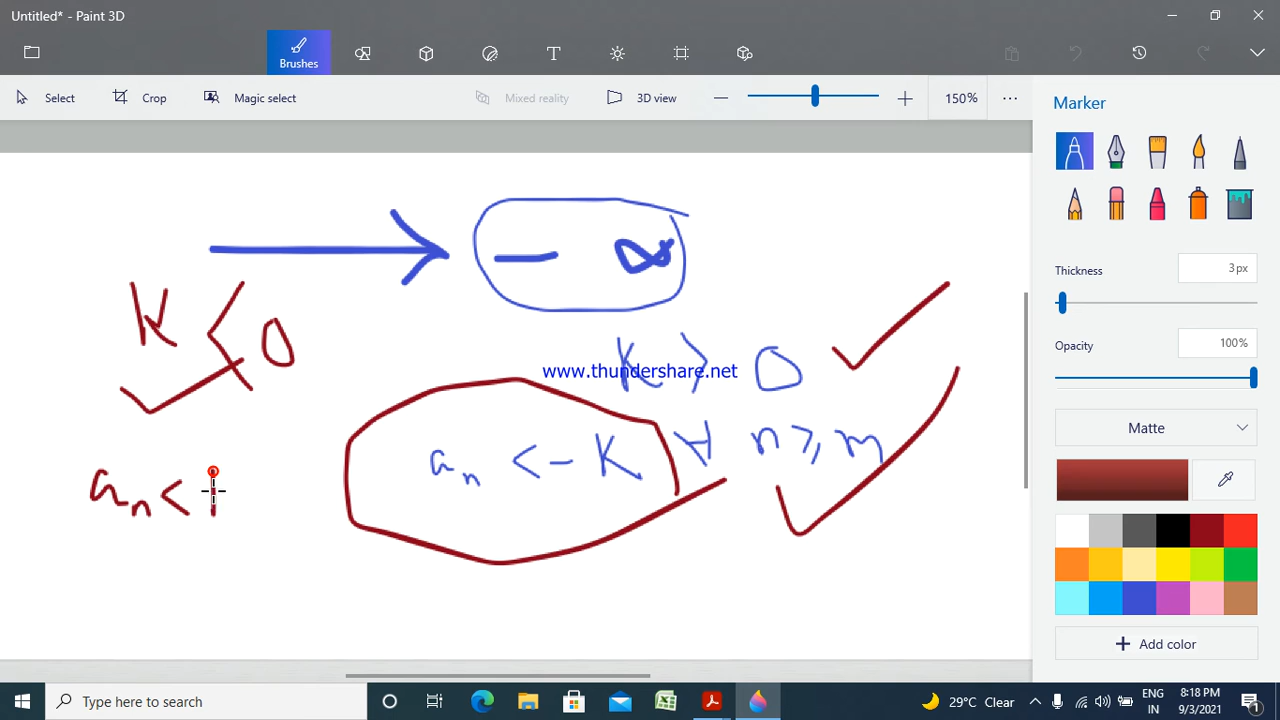 Untitled* - Paint 3D
Brushes
Select
Crop
Magic select
Mixed reality
3D view
150%
Marker
Thickness
3px
Opacity
100%
Matte
Add color
→ - ∞
K < 0
K > 0
www.thundershare.net
aₙ < - K ∀ n ≥ m
aₙ <
Type here to search
29°C Clear
ENG
IN
8:18 PM
9/3/2021
1